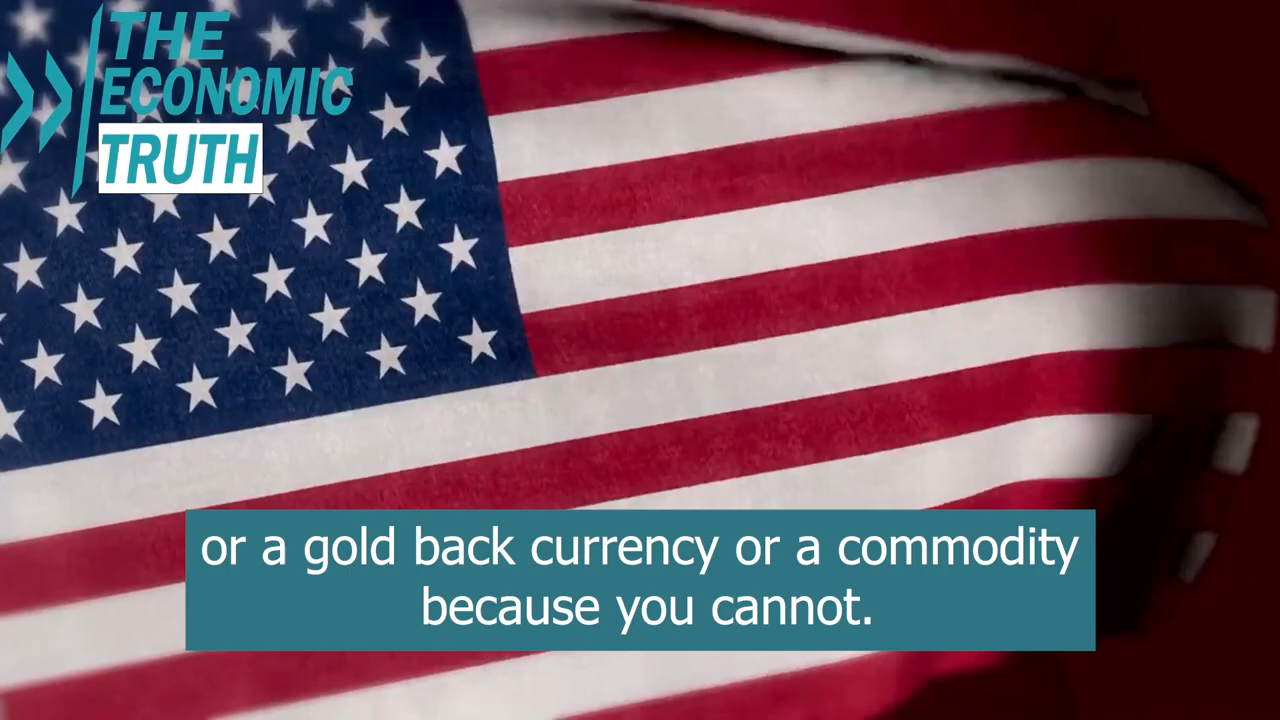 THE
ECONOMIC
TRUTH
or a gold back currency or a commodity
because you cannot.